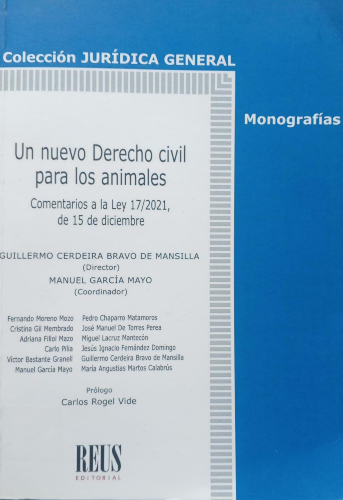 Colección JURÍDICA GENERAL
Monografías
Un nuevo Derecho civil
para los animales
Comentarios a la Ley 17/2021,
de 15 de diciembre
GUILLERMO CERDEIRA BRAVO DE MANSILLA
(Director)
MANUEL GARCÍA MAYO
(Coordinador)
Fernando Moreno Mozo Pedro Chaparro Matamoros
Cristina Gil Membrado José Manuel De Torres Perea
Adriana Fillol Mazo Miguel Lacruz Mantecón
Carlo Pilia Jesús Ignacio Fernández Domingo
Víctor Bastante Granell Guillermo Cerdeira Bravo de Mansilla
Manuel García Mayo María Angustias Martos Calabrús
Prólogo
Carlos Rogel Vide
REUS
EDITORIAL